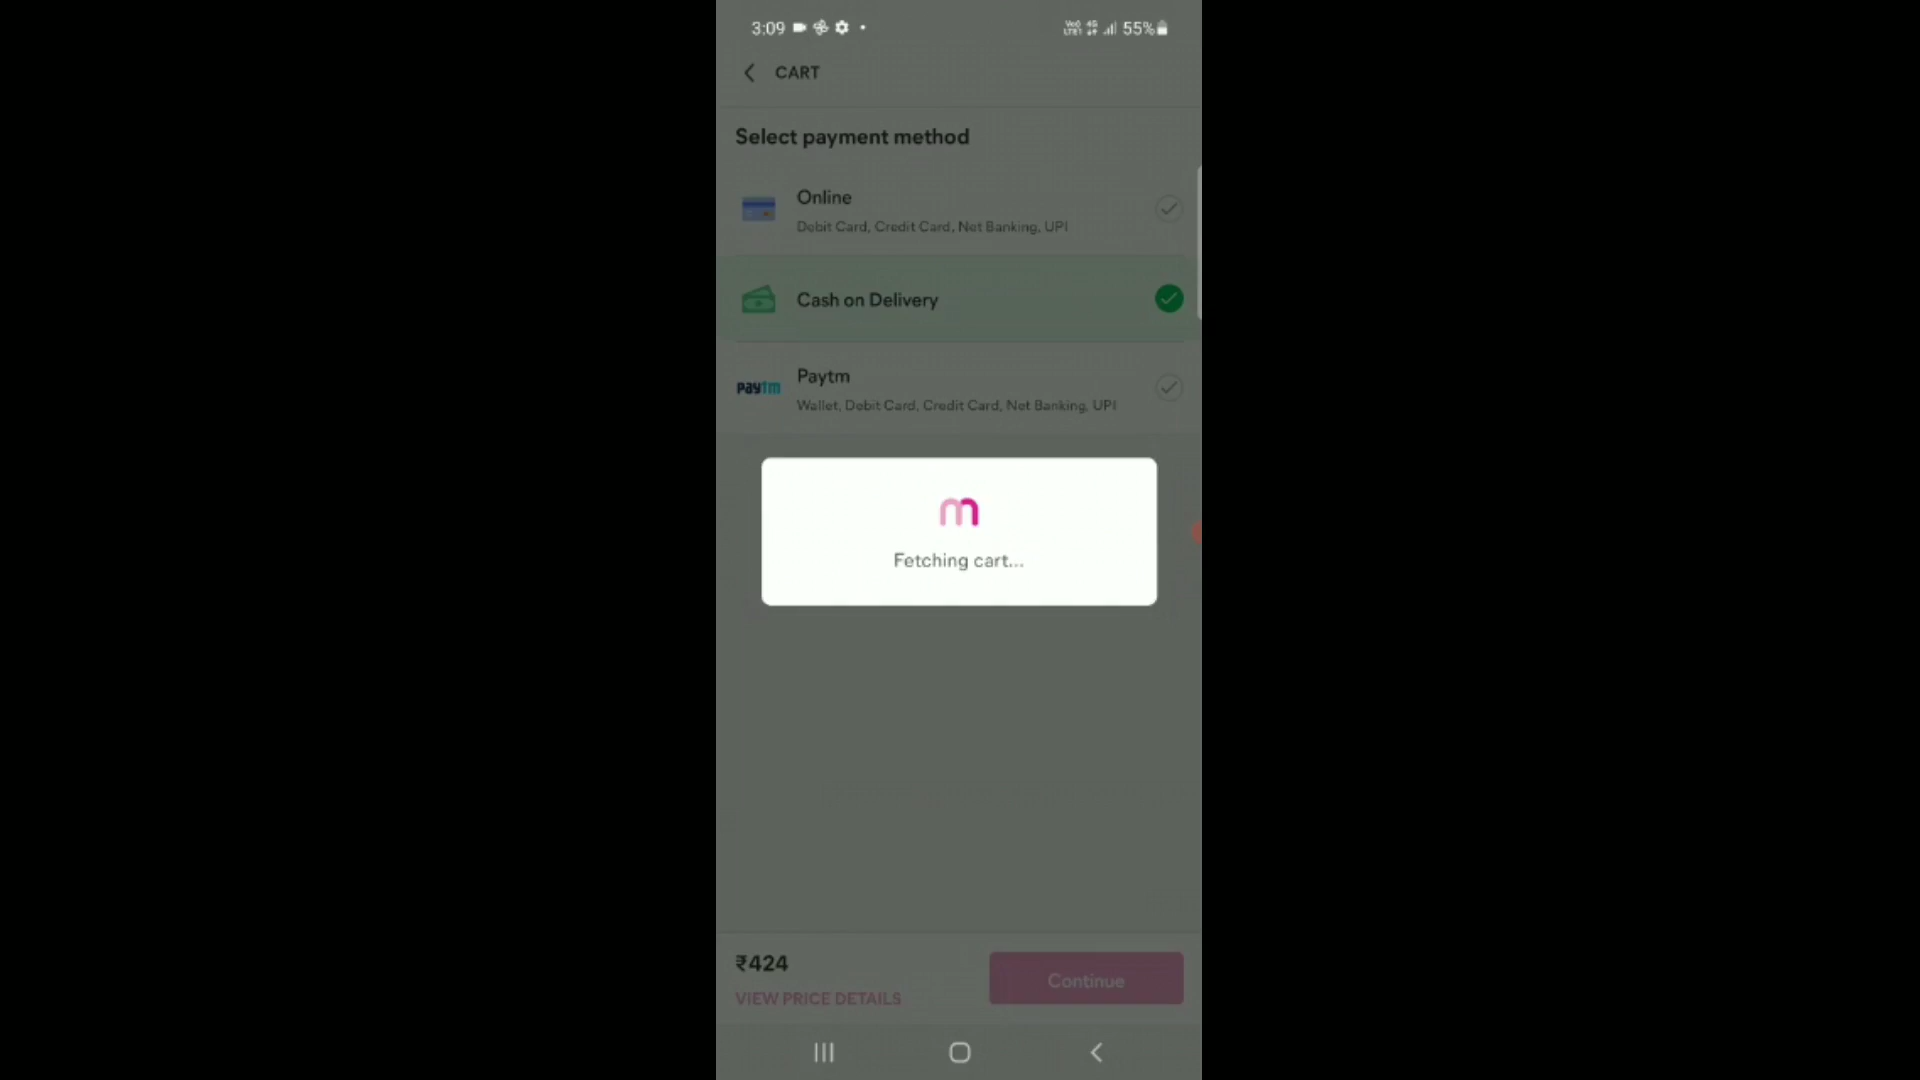 3:09
55%
CART
Select payment method
Online
Debit Card, Credit Card, Net Banking, UPI
Cash on Delivery
paytm
Paytm
Wallet, Debit Card, Credit Card, Net Banking, UPI
m
Fetching cart...
₹424
Continue
VIEW PRICE DETAILS